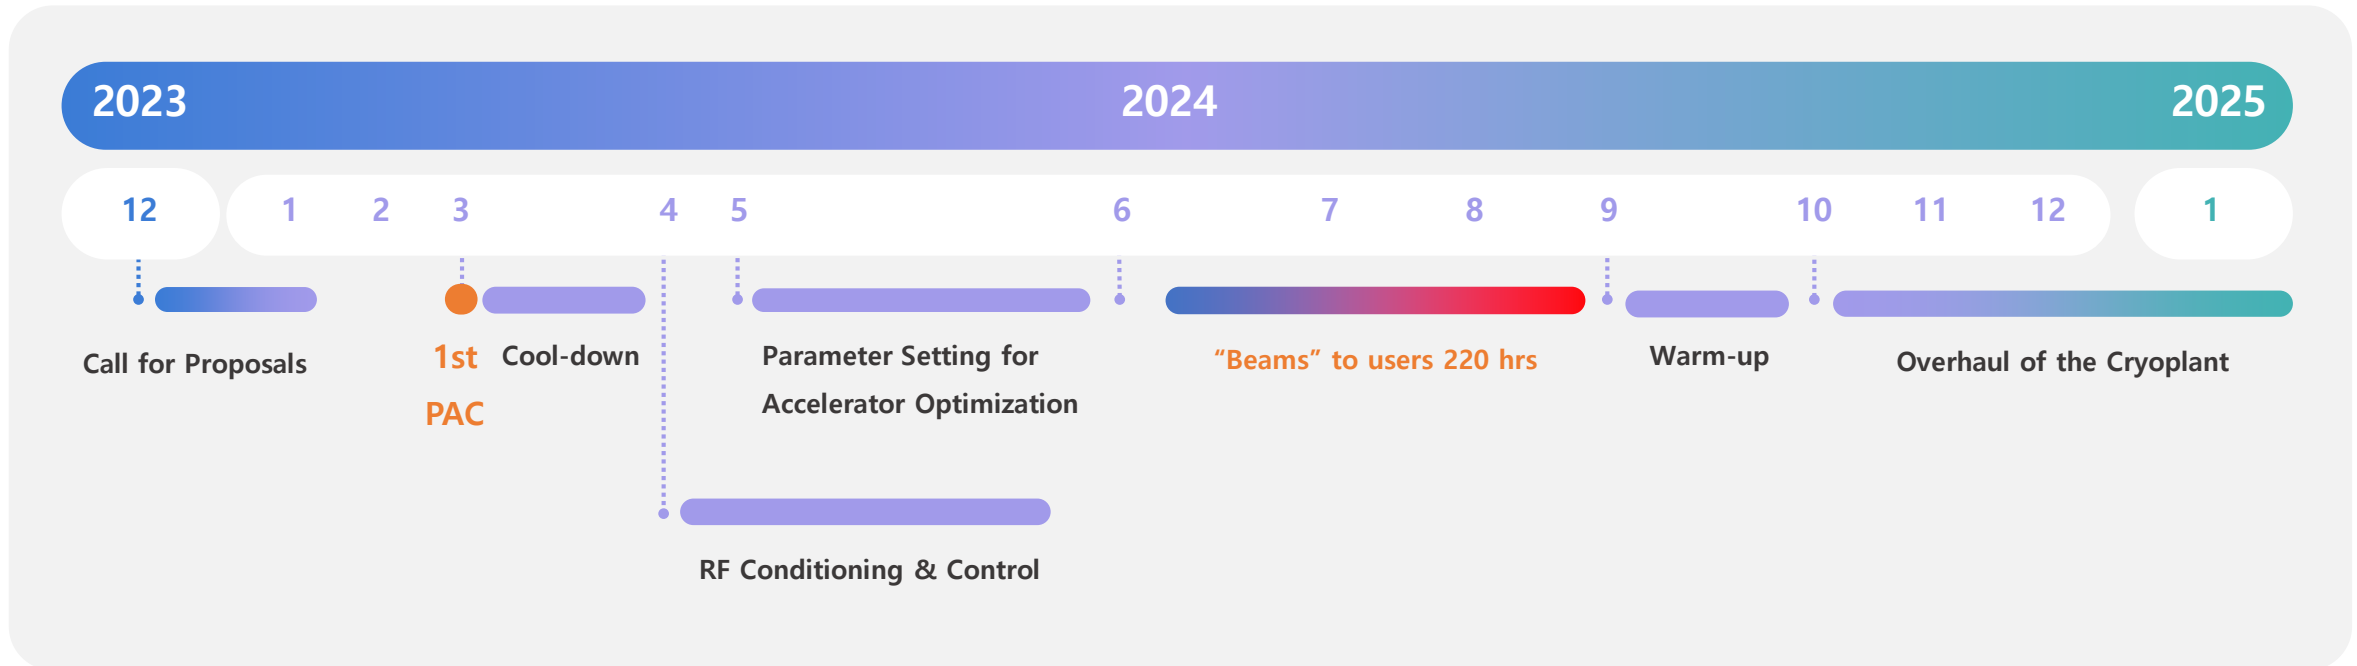 2023 2024 2025
12 1 2 3 4 5 6 7 8 9 10 11 12 1
Call for Proposals
1st
PAC
Cool-down
Parameter Setting for
Accelerator Optimization
“Beams” to users 220 hrs
Warm-up
Overhaul of the Cryoplant
RF Conditioning & Control